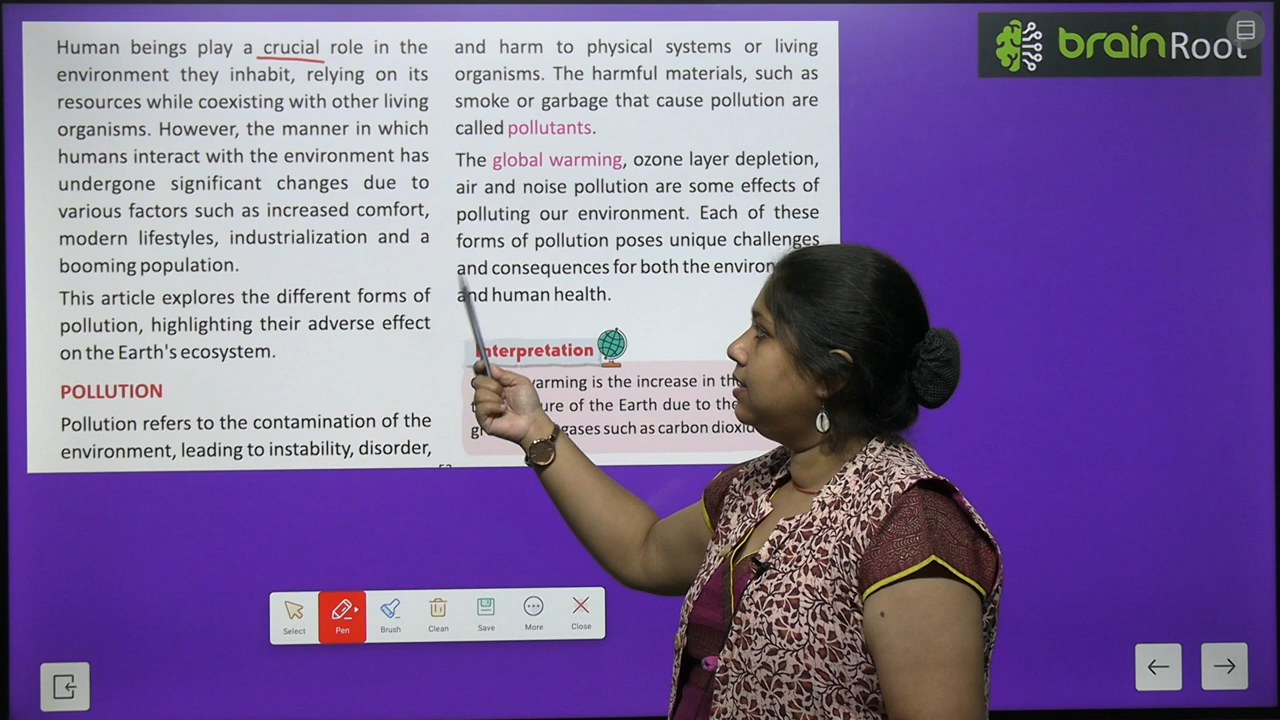 Human beings play a crucial role in the
environment they inhabit, relying on its
resources while coexisting with other living
organisms. However, the manner in which
humans interact with the environment has
undergone significant changes due to
various factors such as increased comfort,
modern lifestyles, industrialization and a
booming population.
This article explores the different forms of
pollution, highlighting their adverse effect
on the Earth's ecosystem.
POLLUTION
Pollution refers to the contamination of the
environment, leading to instability, disorder,
and harm to physical systems or living
organisms. The harmful materials, such as
smoke or garbage that cause pollution are
called pollutants.
The global warming, ozone layer depletion,
air and noise pollution are some effects of
polluting our environment. Each of these
forms of pollution poses unique challenges
and consequences for both the
and human health.
Interpretation
warming is the increase in
of the Earth due to the
gases such as carbon
brainRoot
Select
Pen
Brush
Clean
Save
More
Close